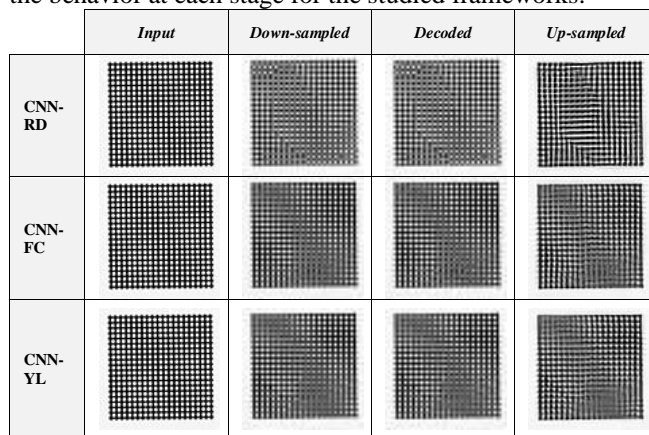 the behavior at each stage for the studied frameworks.
Input Down-sampled Decoded Up-sampled
CNN-
RD
CNN-
FC
CNN-
YL